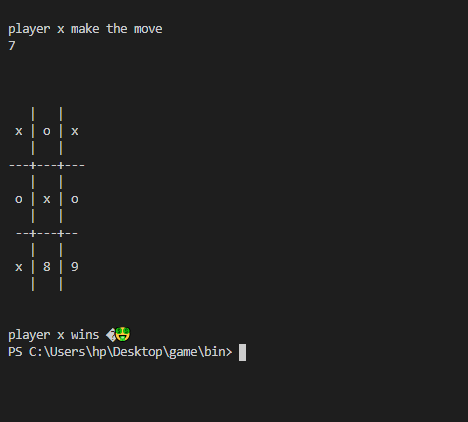 player x make the move
7
   |   |
 x | o | x
   |   |
---+---+---
   |   |
 o | x | o
   |   |
 --+---+--
   |   |
 x | 8 | 9
   |   |
player x wins �🤑
PS C:\Users\hp\Desktop\game\bin>